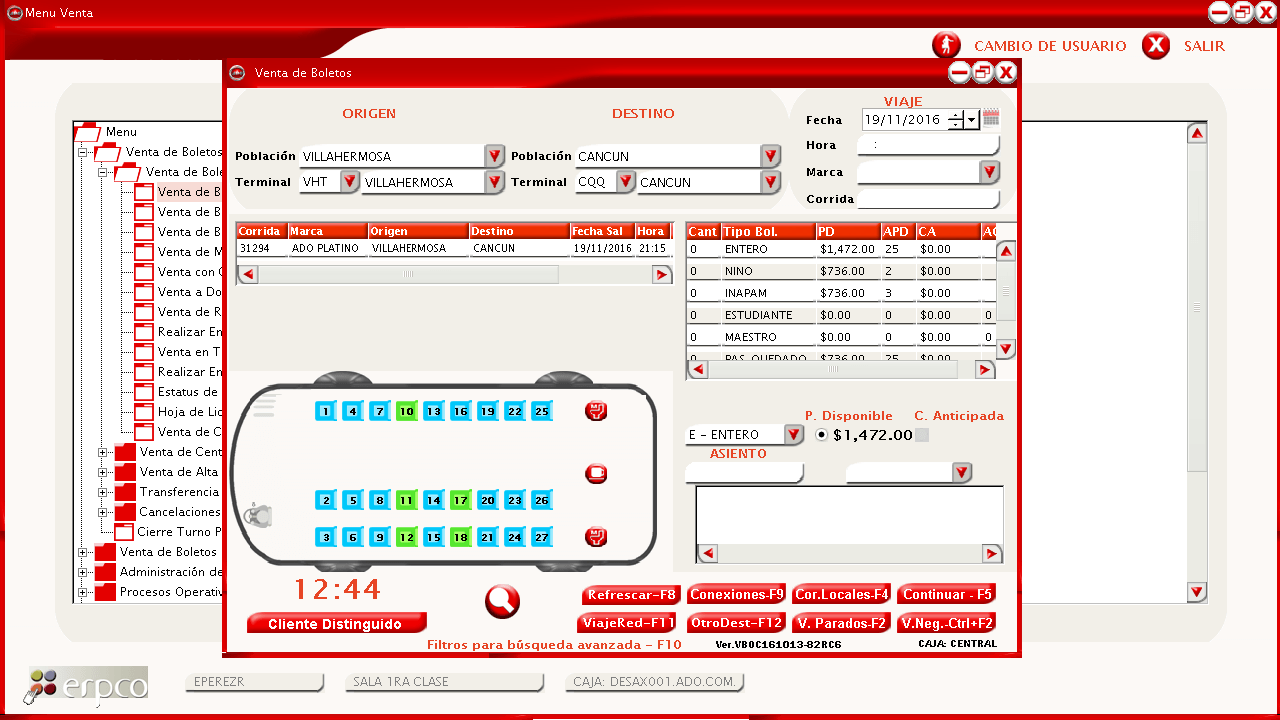 Menu Venta
CAMBIO DE USUARIO
SALIR
Menu
Venta de Boletos
Venta de Bole
Venta de B
Venta de B
Venta de B
Venta de M
Venta con C
Venta a Do
Venta de R
Realizar En
Venta en T
Realizar En
Estatus de
Hoja de Lic
Venta de C
Venta de Cent
Venta de Alta
Transferencia
Cancelaciones
Cierre Turno P
Venta de Boletos
Administración de
Procesos Operativ
Venta de Boletos
ORIGEN
DESTINO
VIAJE
Población VILLAHERMOSA
Población CANCUN
Terminal VHT VILLAHERMOSA
Terminal CQQ CANCUN
Fecha 19/11/2016
Hora :
Marca
Corrida
Corrida Marca Origen Destino Fecha Sal Hora
31294 ADO PLATINO VILLAHERMOSA CANCUN 19/11/2016 21:15
Cant Tipo Bol. PD APD CA AC
0 ENTERO $1,472.00 25 $0.00
0 NINO $736.00 2 $0.00
0 INAPAM $736.00 3 $0.00
0 ESTUDIANTE $0.00 0 $0.00 0
0 MAESTRO $0.00 0 $0.00 0
0 PAS. QUEDADO $736.00 25 $0.00
1 4 7 10 13 16 19 22 25
2 5 8 11 14 17 20 23 26
3 6 9 12 15 18 21 24 27
P. Disponible C. Anticipada
E - ENTERO $1,472.00
ASIENTO
12:44
Cliente Distinguido
Refrescar-F8 Conexiones-F9 Cor.Locales-F4 Continuar - F5
ViajeRed-F11 OtroDest-F12 V. Parados-F2 V.Neg.-Ctrl+F2
Filtros para búsqueda avanzada - F10
Ver.VB0C161013-82RC6
CAJA: CENTRAL
erpco
EPEREZR
SALA 1RA CLASE
CAJA: DESAX001.ADO.COM.